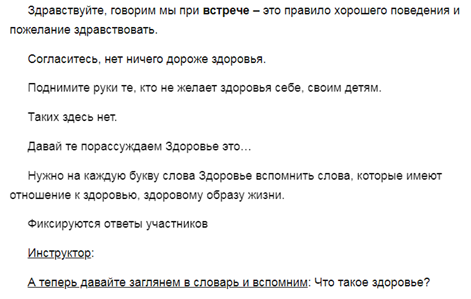 Здравствуйте, говорим мы при встрече – это правило хорошего поведения и
пожелание здравствовать.
Согласитесь, нет ничего дороже здоровья.
Поднимите руки те, кто не желает здоровья себе, своим детям.
Таких здесь нет.
Давай те порассуждаем Здоровье это…
Нужно на каждую букву слова Здоровье вспомнить слова, которые имеют
отношение к здоровью, здоровому образу жизни.
Фиксируются ответы участников
Инструктор:
А теперь давайте заглянем в словарь и вспомним: Что такое здоровье?